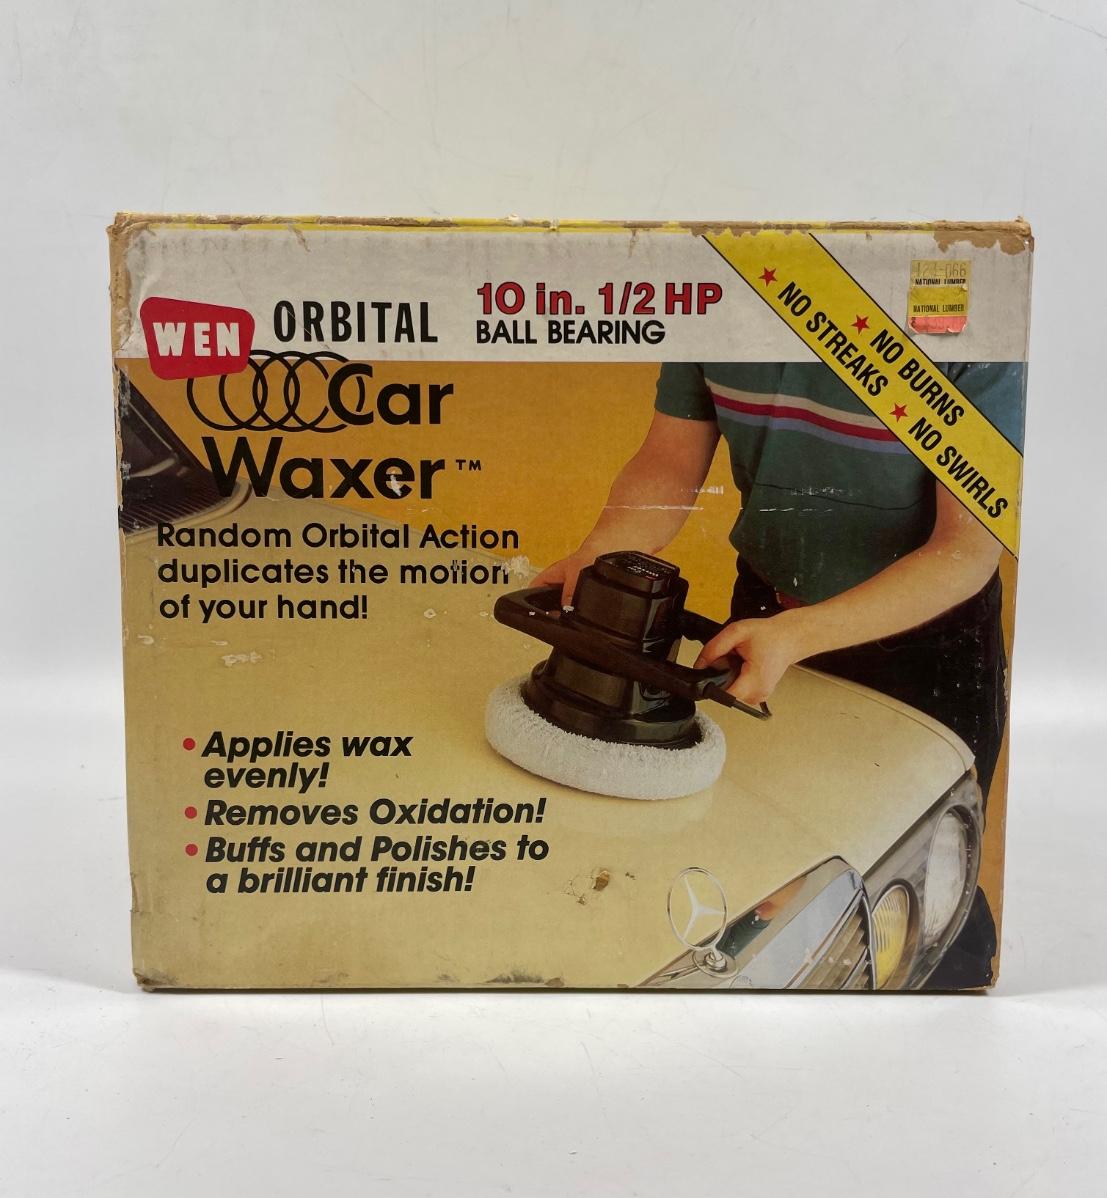 WEN
ORBITAL
Car
Waxer™
10 in. 1/2 HP
BALL BEARING
NO STREAKS
NO BURNS
NO SWIRLS
NATIONAL LUMBER
NATIONAL LUMBER
Random Orbital Action
duplicates the motion
of your hand!
• Applies wax
evenly!
• Removes Oxidation!
• Buffs and Polishes to
a brilliant finish!